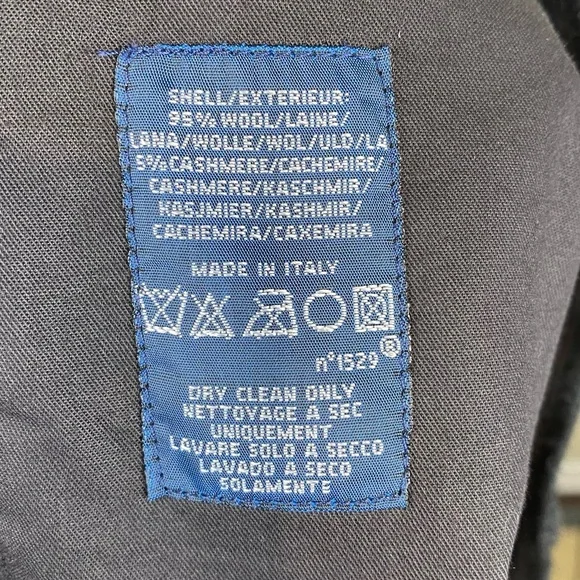 SHELL/EXTERIEUR:
95% WOOL/LAINE/
LANA/WOLLE/WOL/ULD/LA
5% CASHMERE/CACHEMIRE/
CASHMERE/KASCHMIR/
KASJMIER/KASHMIR/
CACHEMIRA/CAXEMIRA
MADE IN ITALY
n°1529 ®
DRY CLEAN ONLY
NETTOYAGE A SEC
UNIQUEMENT
LAVARE SOLO A SECCO
LAVADO A SECO
SOLAMENTE